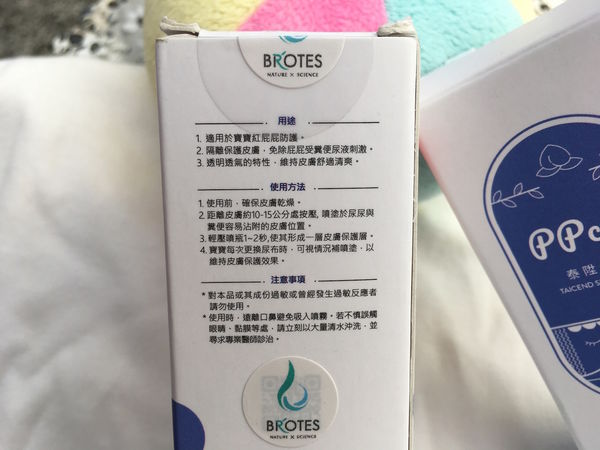 BROTES
NATURE X SCIENCE
用途
1. 適用於寶寶紅屁屁防護。
2. 隔離保護皮膚，免除屁屁受糞便尿液刺激。
3. 透明透氣的特性，維持皮膚舒適清爽。
使用方法
1. 使用前，確保皮膚乾燥。
2. 距離皮膚約10-15公分處按壓，噴塗於尿尿與
糞便容易沾附的皮膚位置。
3. 輕壓噴瓶1~2秒,使其形成一層皮膚保護層。
4. 寶寶每次更換尿布時，可視情況補噴塗，以
維持皮膚保護效果。
注意事項
* 對本品或其成份過敏或曾經發生過敏反應者
請勿使用。
* 使用時，遠離口鼻避免吸入噴霧。若不慎誤觸
眼睛、黏膜等處，請立刻以大量清水沖洗，並
尋求專業醫師診治。
BROTES
NATURE X SCIENCE
PPc
泰陞
TAICEND S